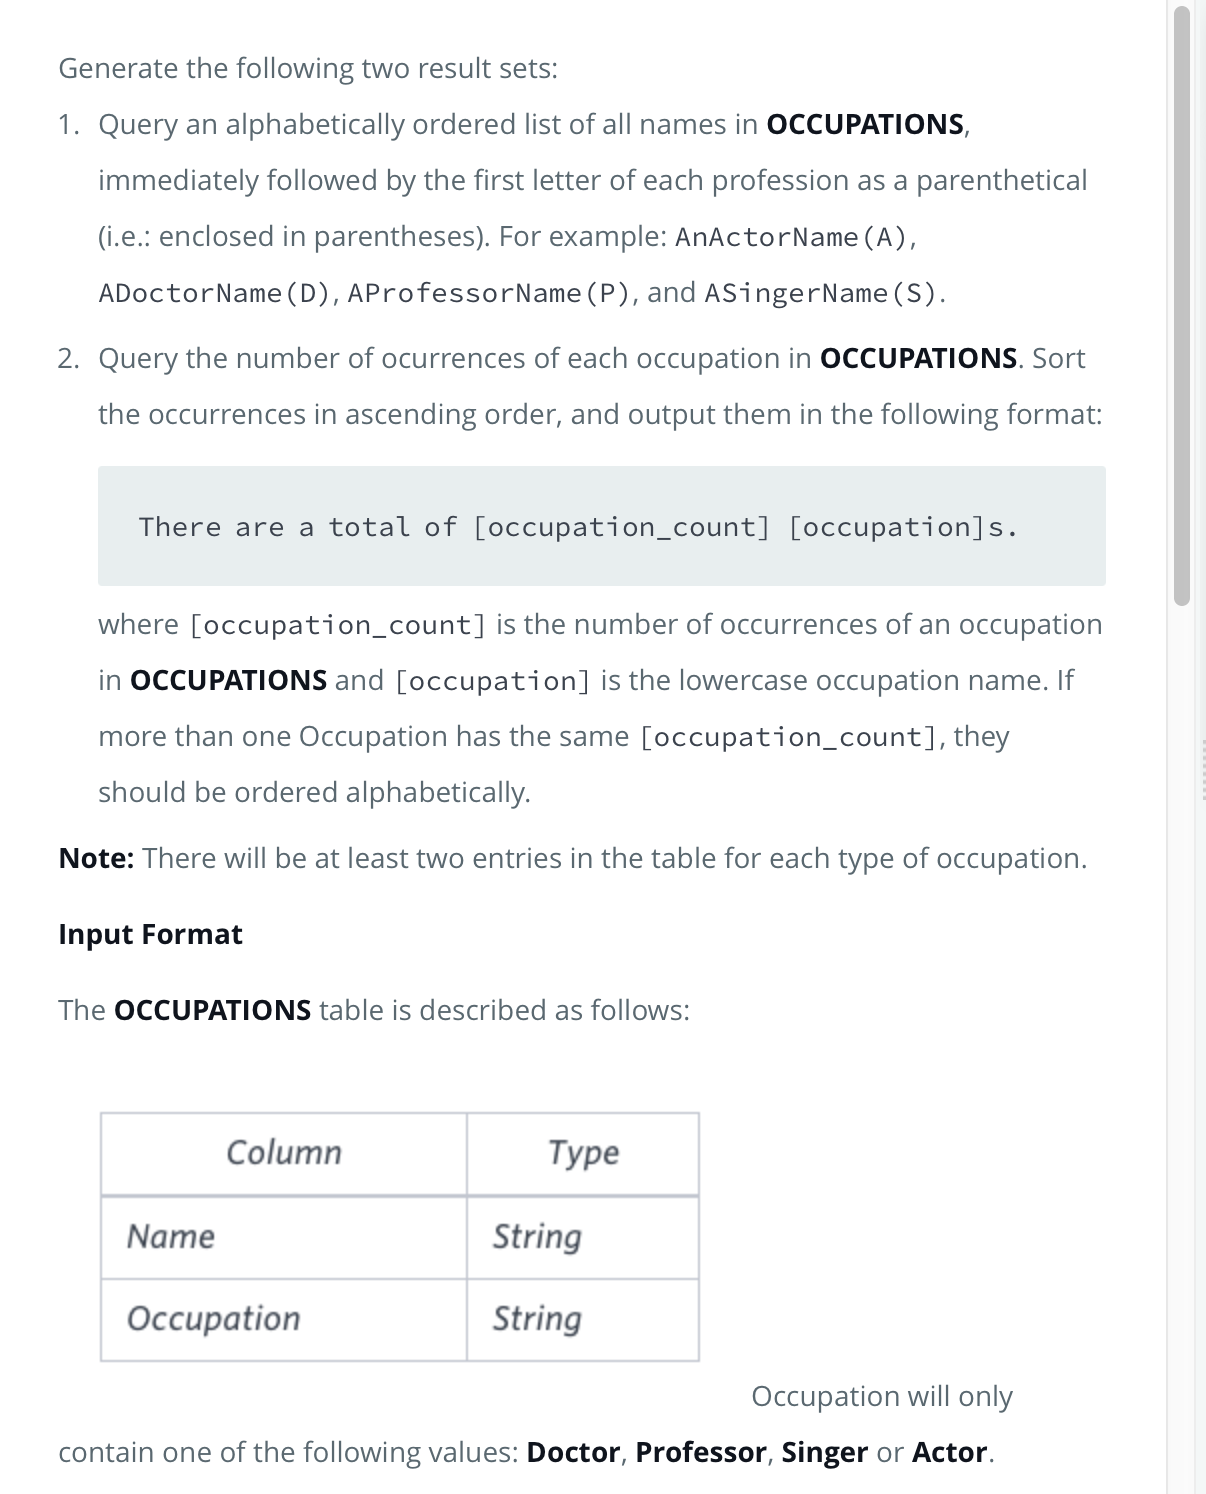 Generate the following two result sets:
1. Query an alphabetically ordered list of all names in OCCUPATIONS,
immediately followed by the first letter of each profession as a parenthetical
(i.e.: enclosed in parentheses). For example: AnActorName(A),
ADoctorName(D), AProfessorName(P), and ASingerName(S).
2. Query the number of ocurrences of each occupation in OCCUPATIONS. Sort
the occurrences in ascending order, and output them in the following format:
There are a total of [occupation_count] [occupation]s.
where [occupation_count] is the number of occurrences of an occupation
in OCCUPATIONS and [occupation] is the lowercase occupation name. If
more than one Occupation has the same [occupation_count], they
should be ordered alphabetically.
Note: There will be at least two entries in the table for each type of occupation.
Input Format
The OCCUPATIONS table is described as follows:
Column Type
Name String
Occupation String
Occupation will only
contain one of the following values: Doctor, Professor, Singer or Actor.